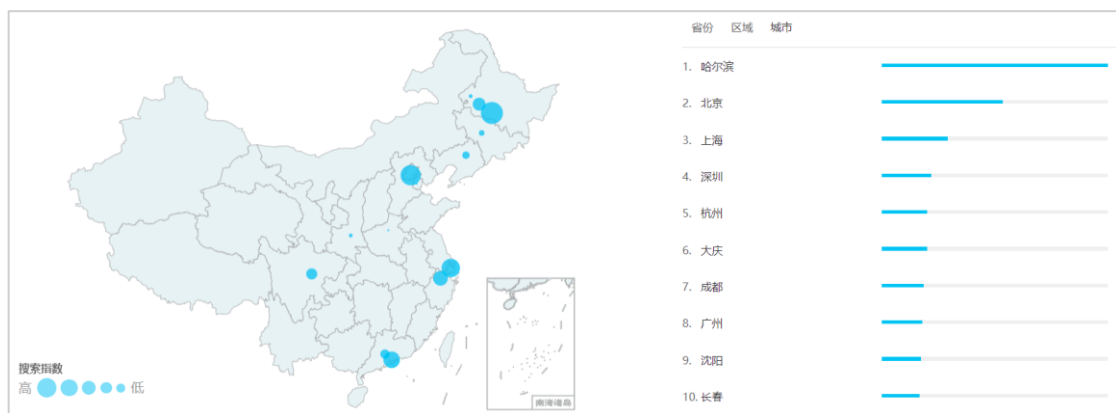 省份 区域 城市
1. 哈尔滨
2. 北京
3. 上海
4. 深圳
5. 杭州
6. 大庆
7. 成都
8. 广州
9. 沈阳
10. 长春
搜索指数
高 低
南海诸岛